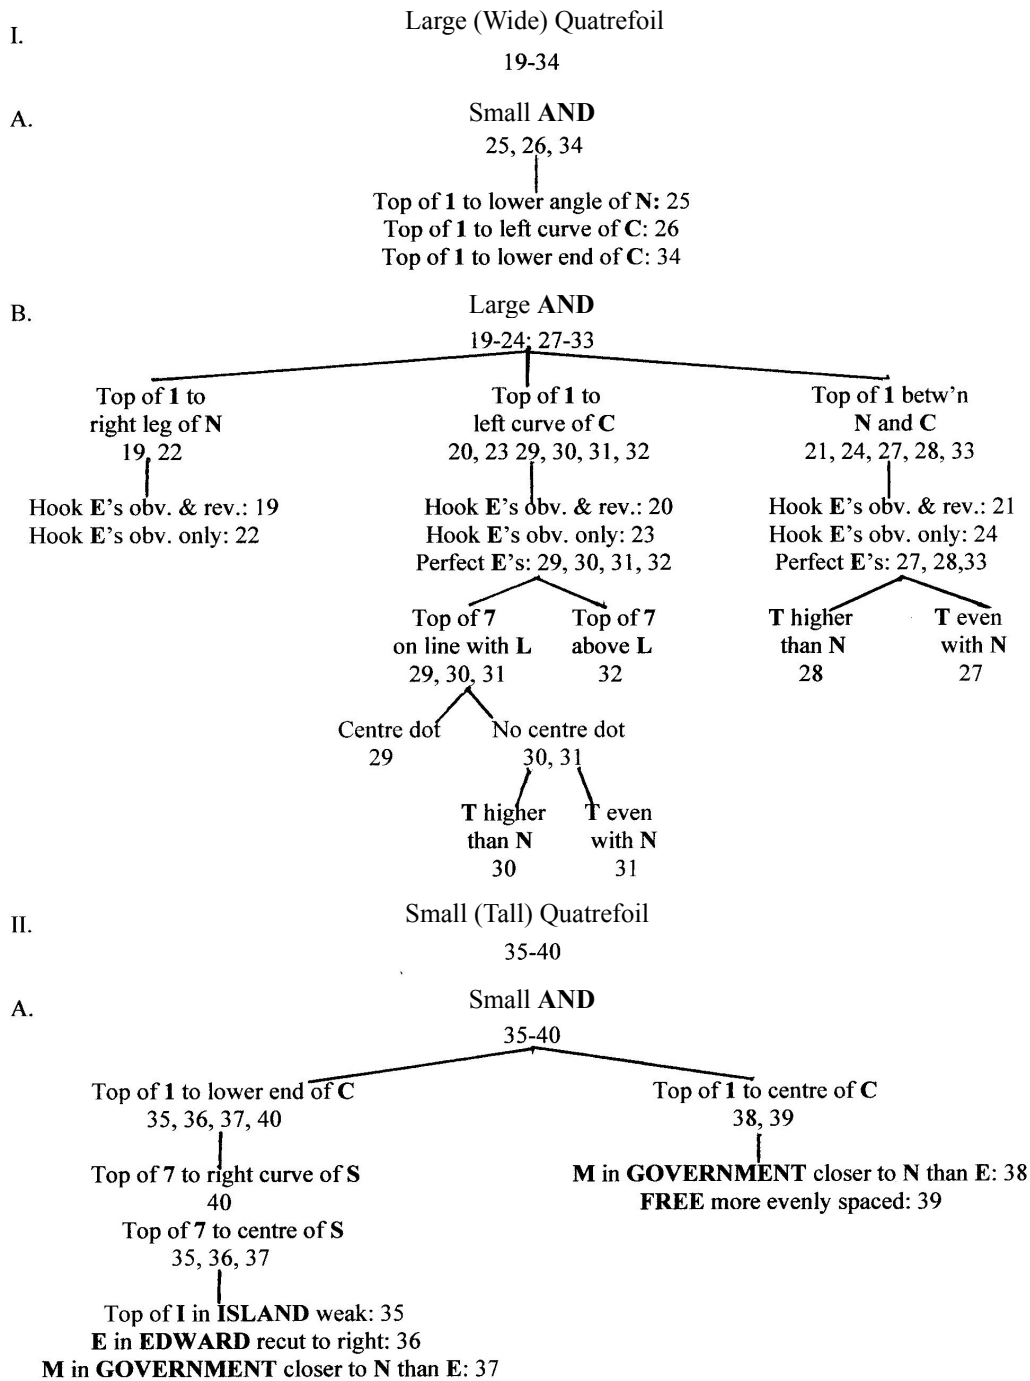 I.
Large (Wide) Quatrefoil
19-34
A.
Small AND
25, 26, 34
Top of 1 to lower angle of N: 25
Top of 1 to left curve of C: 26
Top of 1 to lower end of C: 34
B.
Large AND
19-24; 27-33
Top of 1 to
right leg of N
19, 22
Hook E's obv. & rev.: 19
Hook E's obv. only: 22
Top of 1 to
left curve of C
20, 23 29, 30, 31, 32
Hook E's obv. & rev.: 20
Hook E's obv. only: 23
Perfect E's: 29, 30, 31, 32
Top of 7
on line with L
29, 30, 31
Top of 7
above L
32
Centre dot
29
No centre dot
30, 31
T higher
than N
30
T even
with N
31
Top of 1 betw'n
N and C
21, 24, 27, 28, 33
Hook E's obv. & rev.: 21
Hook E's obv. only: 24
Perfect E's: 27, 28,33
T higher
than N
28
T even
with N
27
II.
Small (Tall) Quatrefoil
35-40
A.
Small AND
35-40
Top of 1 to lower end of C
35, 36, 37, 40
Top of 7 to right curve of S
40
Top of 7 to centre of S
35, 36, 37
Top of I in ISLAND weak: 35
E in EDWARD recut to right: 36
M in GOVERNMENT closer to N than E: 37
Top of 1 to centre of C
38, 39
M in GOVERNMENT closer to N than E: 38
FREE more evenly spaced: 39